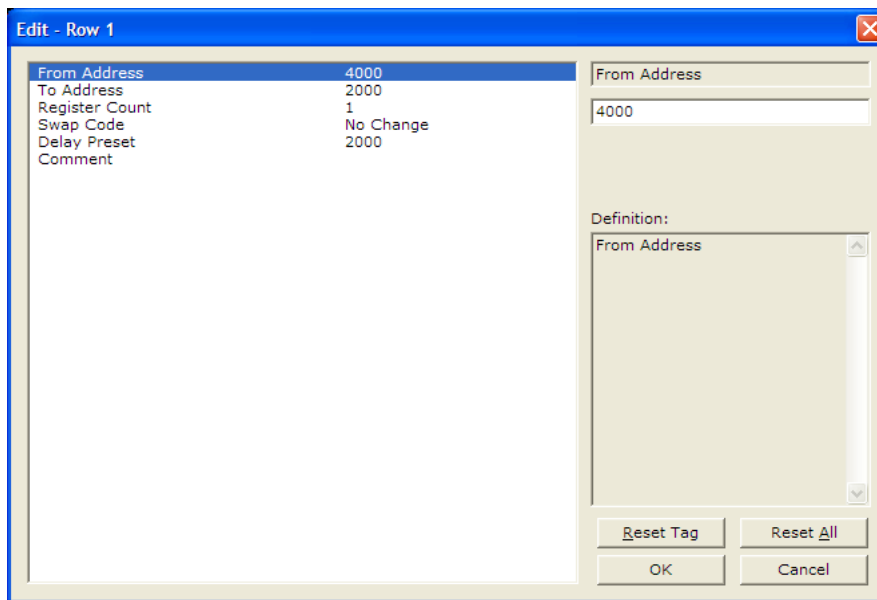 Edit - Row 1
From Address 4000
To Address 2000
Register Count 1
Swap Code No Change
Delay Preset 2000
Comment
From Address
4000
Definition:
From Address
Reset Tag Reset All
OK Cancel